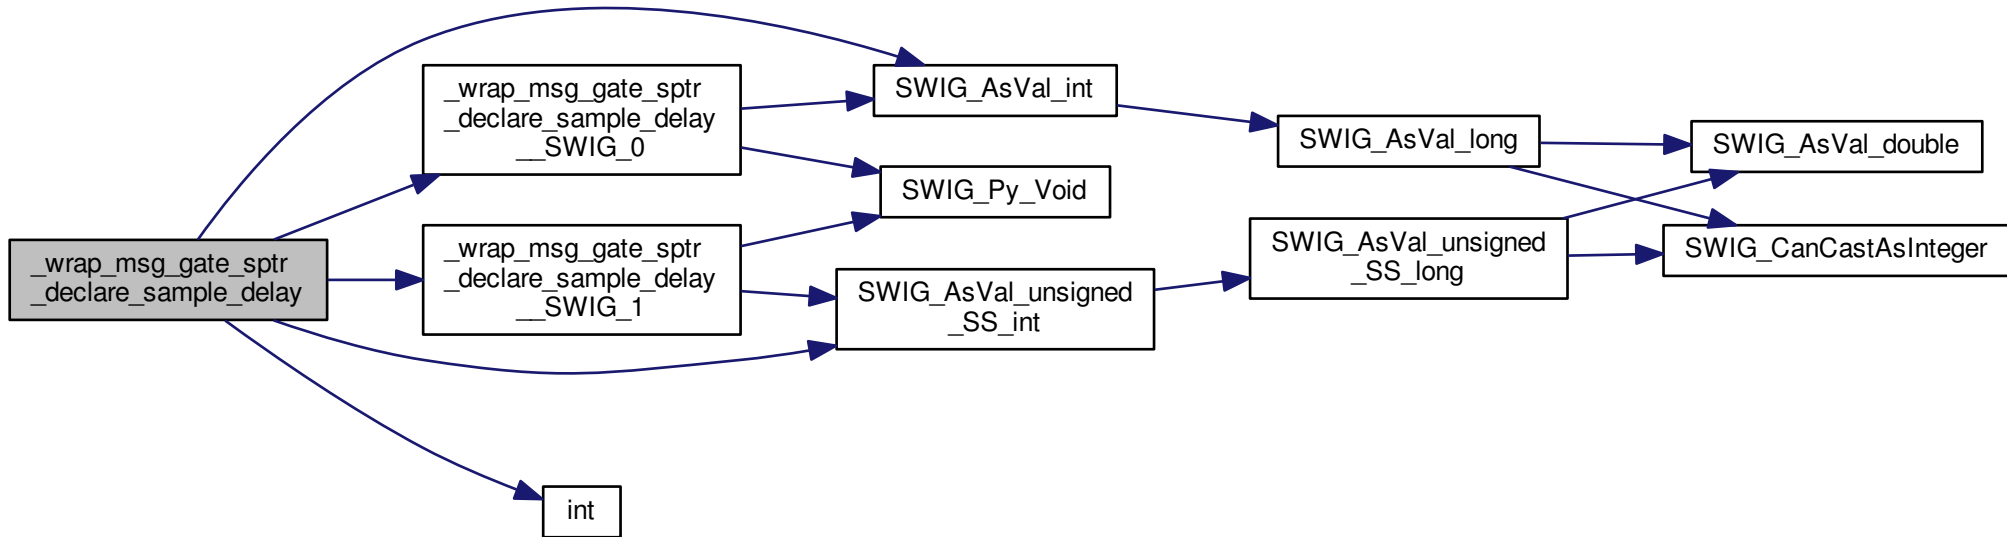 _wrap_msg_gate_sptr
_declare_sample_delay
_wrap_msg_gate_sptr
_declare_sample_delay
__SWIG_0
_wrap_msg_gate_sptr
_declare_sample_delay
__SWIG_1
int
SWIG_AsVal_int
SWIG_Py_Void
SWIG_AsVal_unsigned
_SS_int
SWIG_AsVal_long
SWIG_AsVal_unsigned
_SS_long
SWIG_AsVal_double
SWIG_CanCastAsInteger